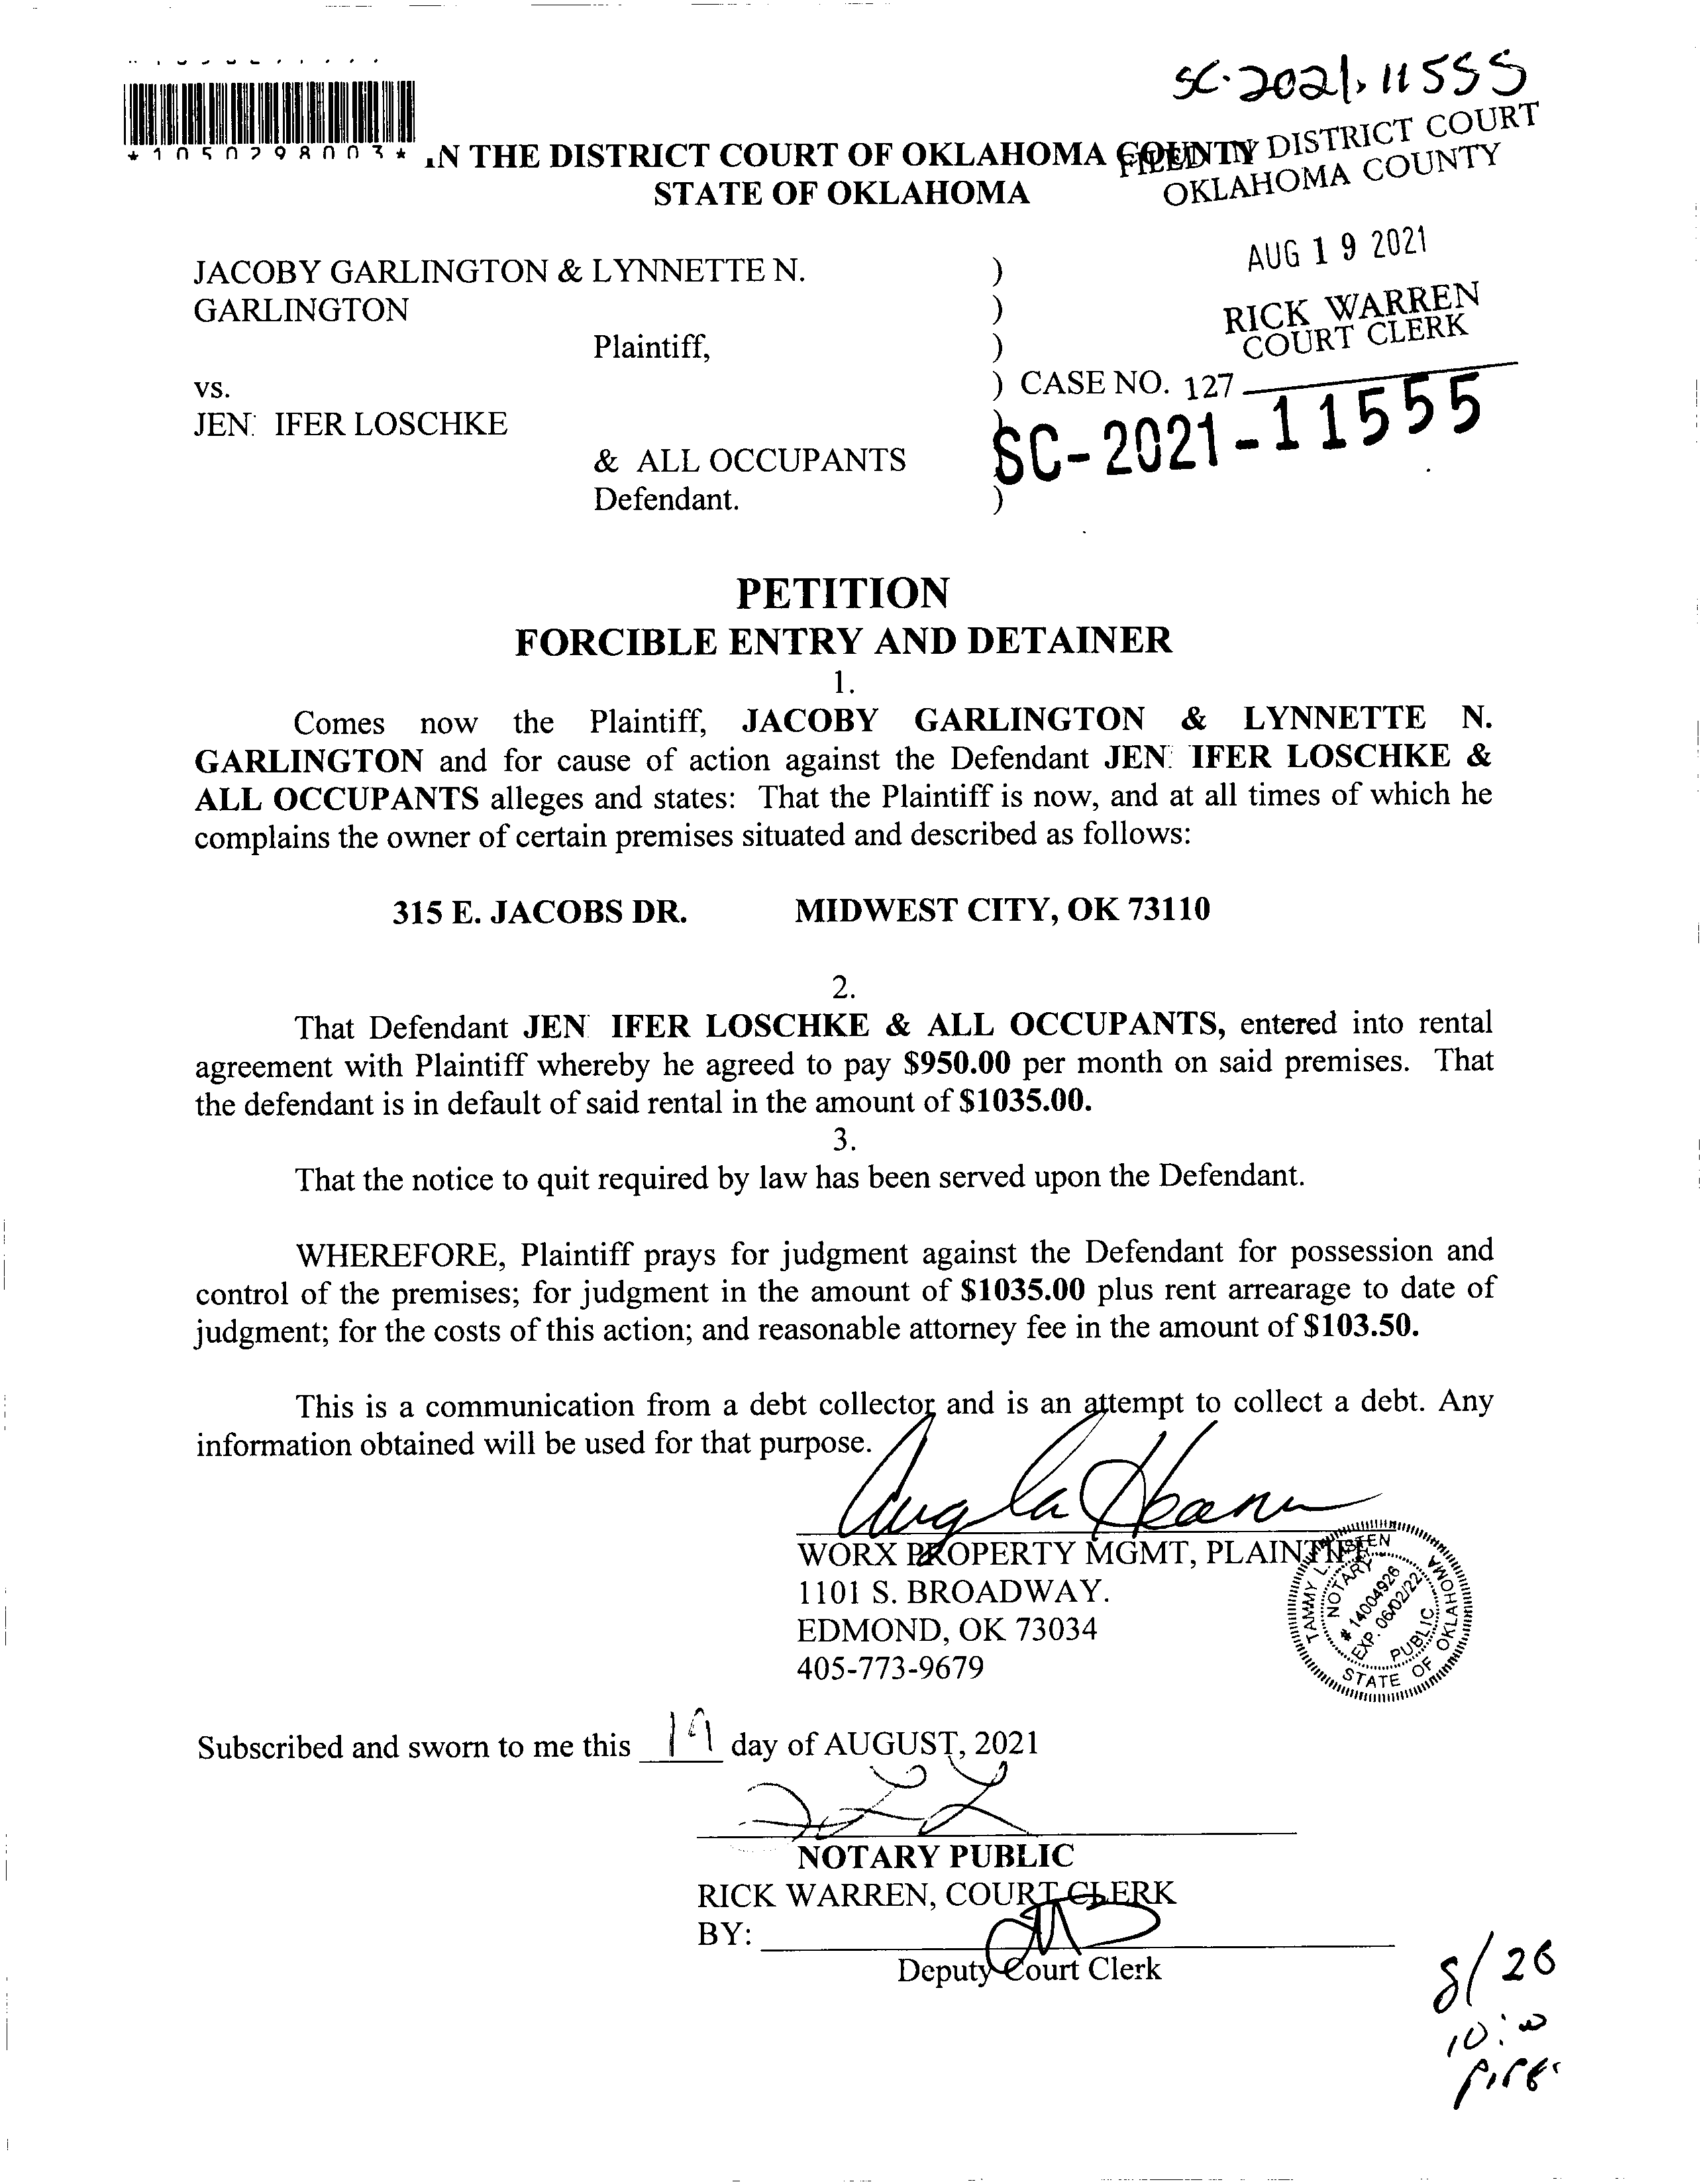 SC-2021-11555
*1050298003*
IN THE DISTRICT COURT OF OKLAHOMA COUNTY
STATE OF OKLAHOMA
FILED IN DISTRICT COURT
OKLAHOMA COUNTY
AUG 19 2021
RICK WARREN
COURT CLERK
JACOBY GARLINGTON & LYNNETTE N. )
GARLINGTON )
Plaintiff, )
vs. ) CASE NO. 127
JEN IFER LOSCHKE )
SC-2021-11555
& ALL OCCUPANTS
Defendant. )
PETITION
FORCIBLE ENTRY AND DETAINER
1.
Comes now the Plaintiff, JACOBY GARLINGTON & LYNNETTE N.
GARLINGTON and for cause of action against the Defendant JEN IFER LOSCHKE &
ALL OCCUPANTS alleges and states: That the Plaintiff is now, and at all times of which he
complains the owner of certain premises situated and described as follows:
315 E. JACOBS DR. MIDWEST CITY, OK 73110
2.
That Defendant JEN IFER LOSCHKE & ALL OCCUPANTS, entered into rental
agreement with Plaintiff whereby he agreed to pay $950.00 per month on said premises. That
the defendant is in default of said rental in the amount of $1035.00.
3.
That the notice to quit required by law has been served upon the Defendant.
WHEREFORE, Plaintiff prays for judgment against the Defendant for possession and
control of the premises; for judgment in the amount of $1035.00 plus rent arrearage to date of
judgment; for the costs of this action; and reasonable attorney fee in the amount of $103.50.
This is a communication from a debt collector and is an attempt to collect a debt. Any
information obtained will be used for that purpose.
WORX PROPERTY MGMT, PLAINTIFF
1101 S. BROADWAY.
EDMOND, OK 73034
405-773-9679
TAMMY L.
NOTARY PUBLIC
# 14004926
EXP. 06/02/22
STATE OF OKLAHOMA
Subscribed and sworn to me this 19 day of AUGUST, 2021
NOTARY PUBLIC
RICK WARREN, COURT CLERK
BY:
Deputy Court Clerk
8/26